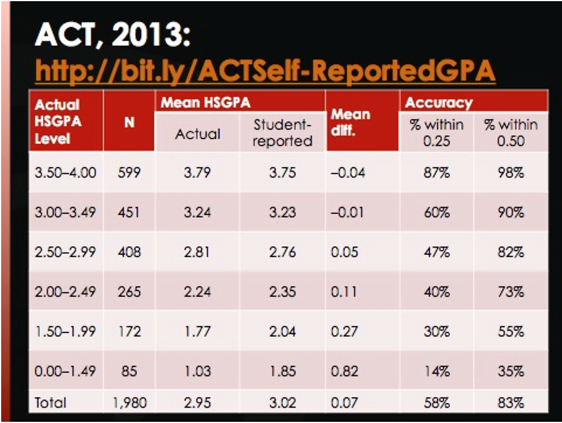 ACT, 2013:
http://bit.ly/ACTSelf-ReportedGPA
Actual HSGPA Level N Mean HSGPA Mean diff. Accuracy
Actual Student-reported % within 0.25 % within 0.50
3.50–4.00 599 3.79 3.75 –0.04 87% 98%
3.00–3.49 451 3.24 3.23 –0.01 60% 90%
2.50–2.99 408 2.81 2.76 0.05 47% 82%
2.00–2.49 265 2.24 2.35 0.11 40% 73%
1.50–1.99 172 1.77 2.04 0.27 30% 55%
0.00–1.49 85 1.03 1.85 0.82 14% 35%
Total 1,980 2.95 3.02 0.07 58% 83%